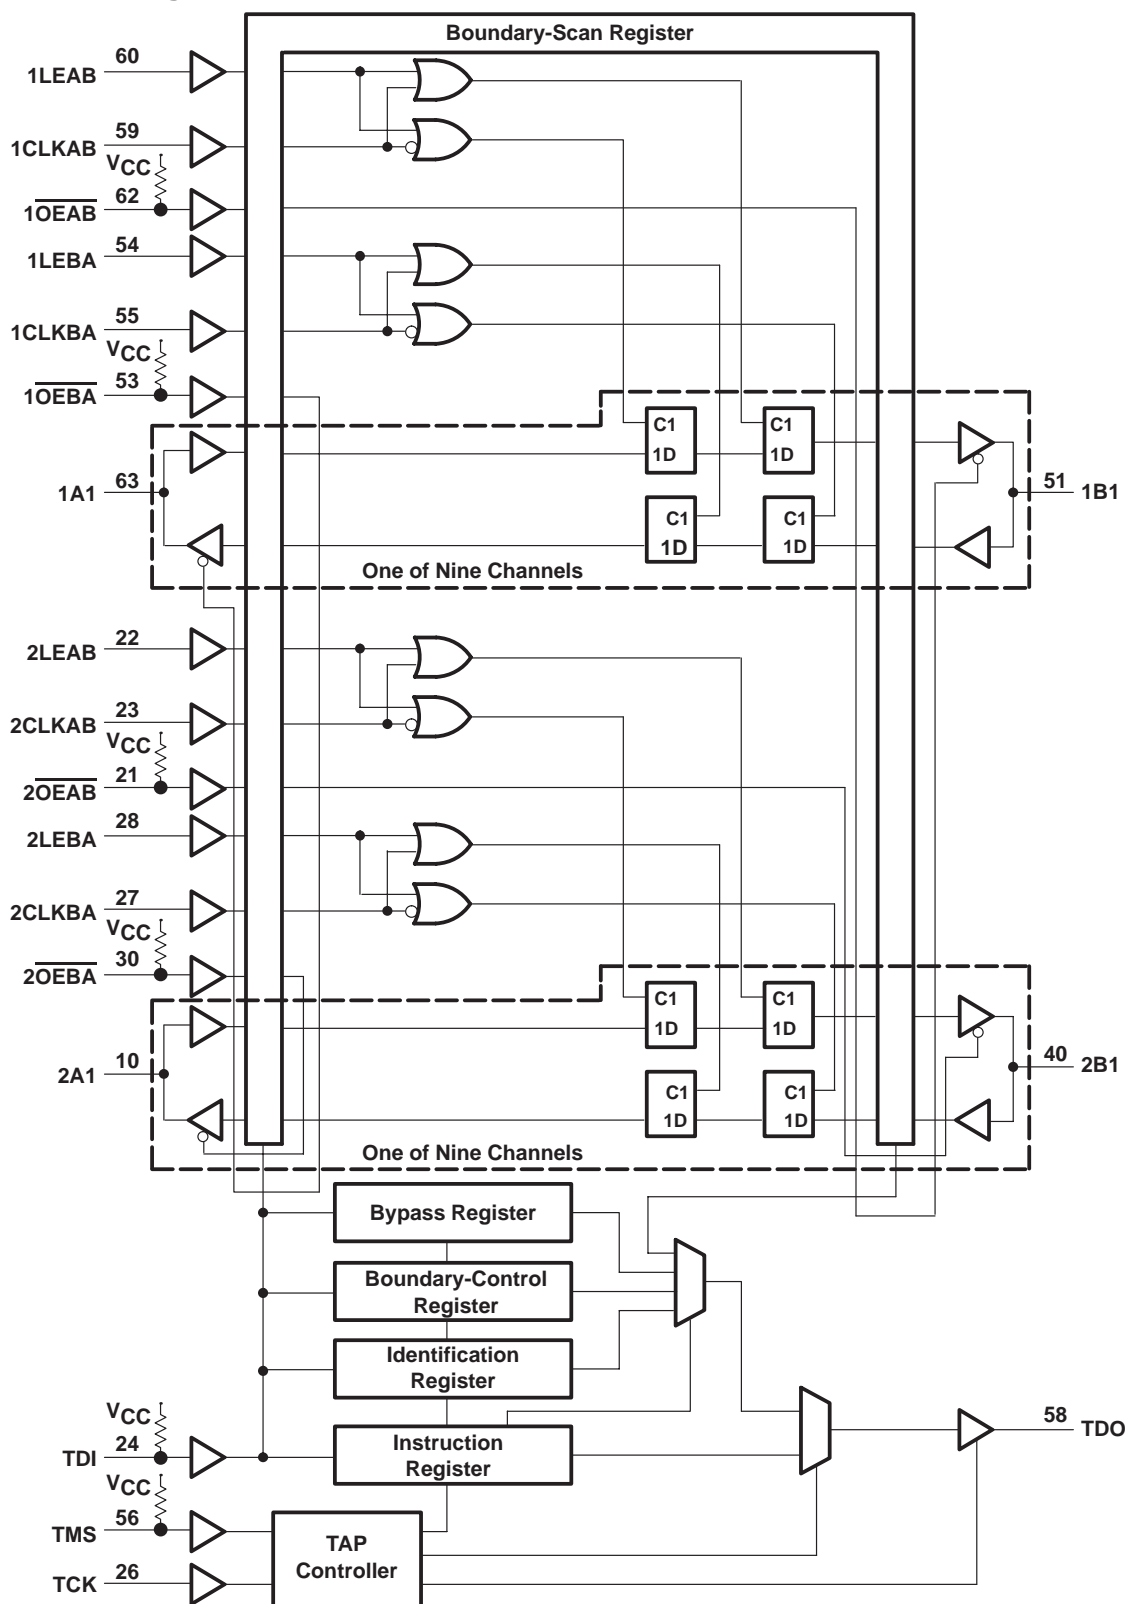 Boundary-Scan Register
1LEAB 60
1CLKAB 59
VCC
1OEAB 62
1LEBA 54
1CLKBA 55
VCC
1OEBA 53
C1
1D
C1
1D
1A1 63
51 1B1
C1
1D
C1
1D
One of Nine Channels
2LEAB 22
2CLKAB 23
VCC
2OEAB 21
2LEBA 28
2CLKBA 27
VCC
2OEBA 30
C1
1D
C1
1D
2A1 10
40 2B1
C1
1D
C1
1D
One of Nine Channels
Bypass Register
Boundary-Control
Register
Identification
Register
VCC
TDI 24
Instruction
Register
58 TDO
VCC
TMS 56
TAP
Controller
TCK 26